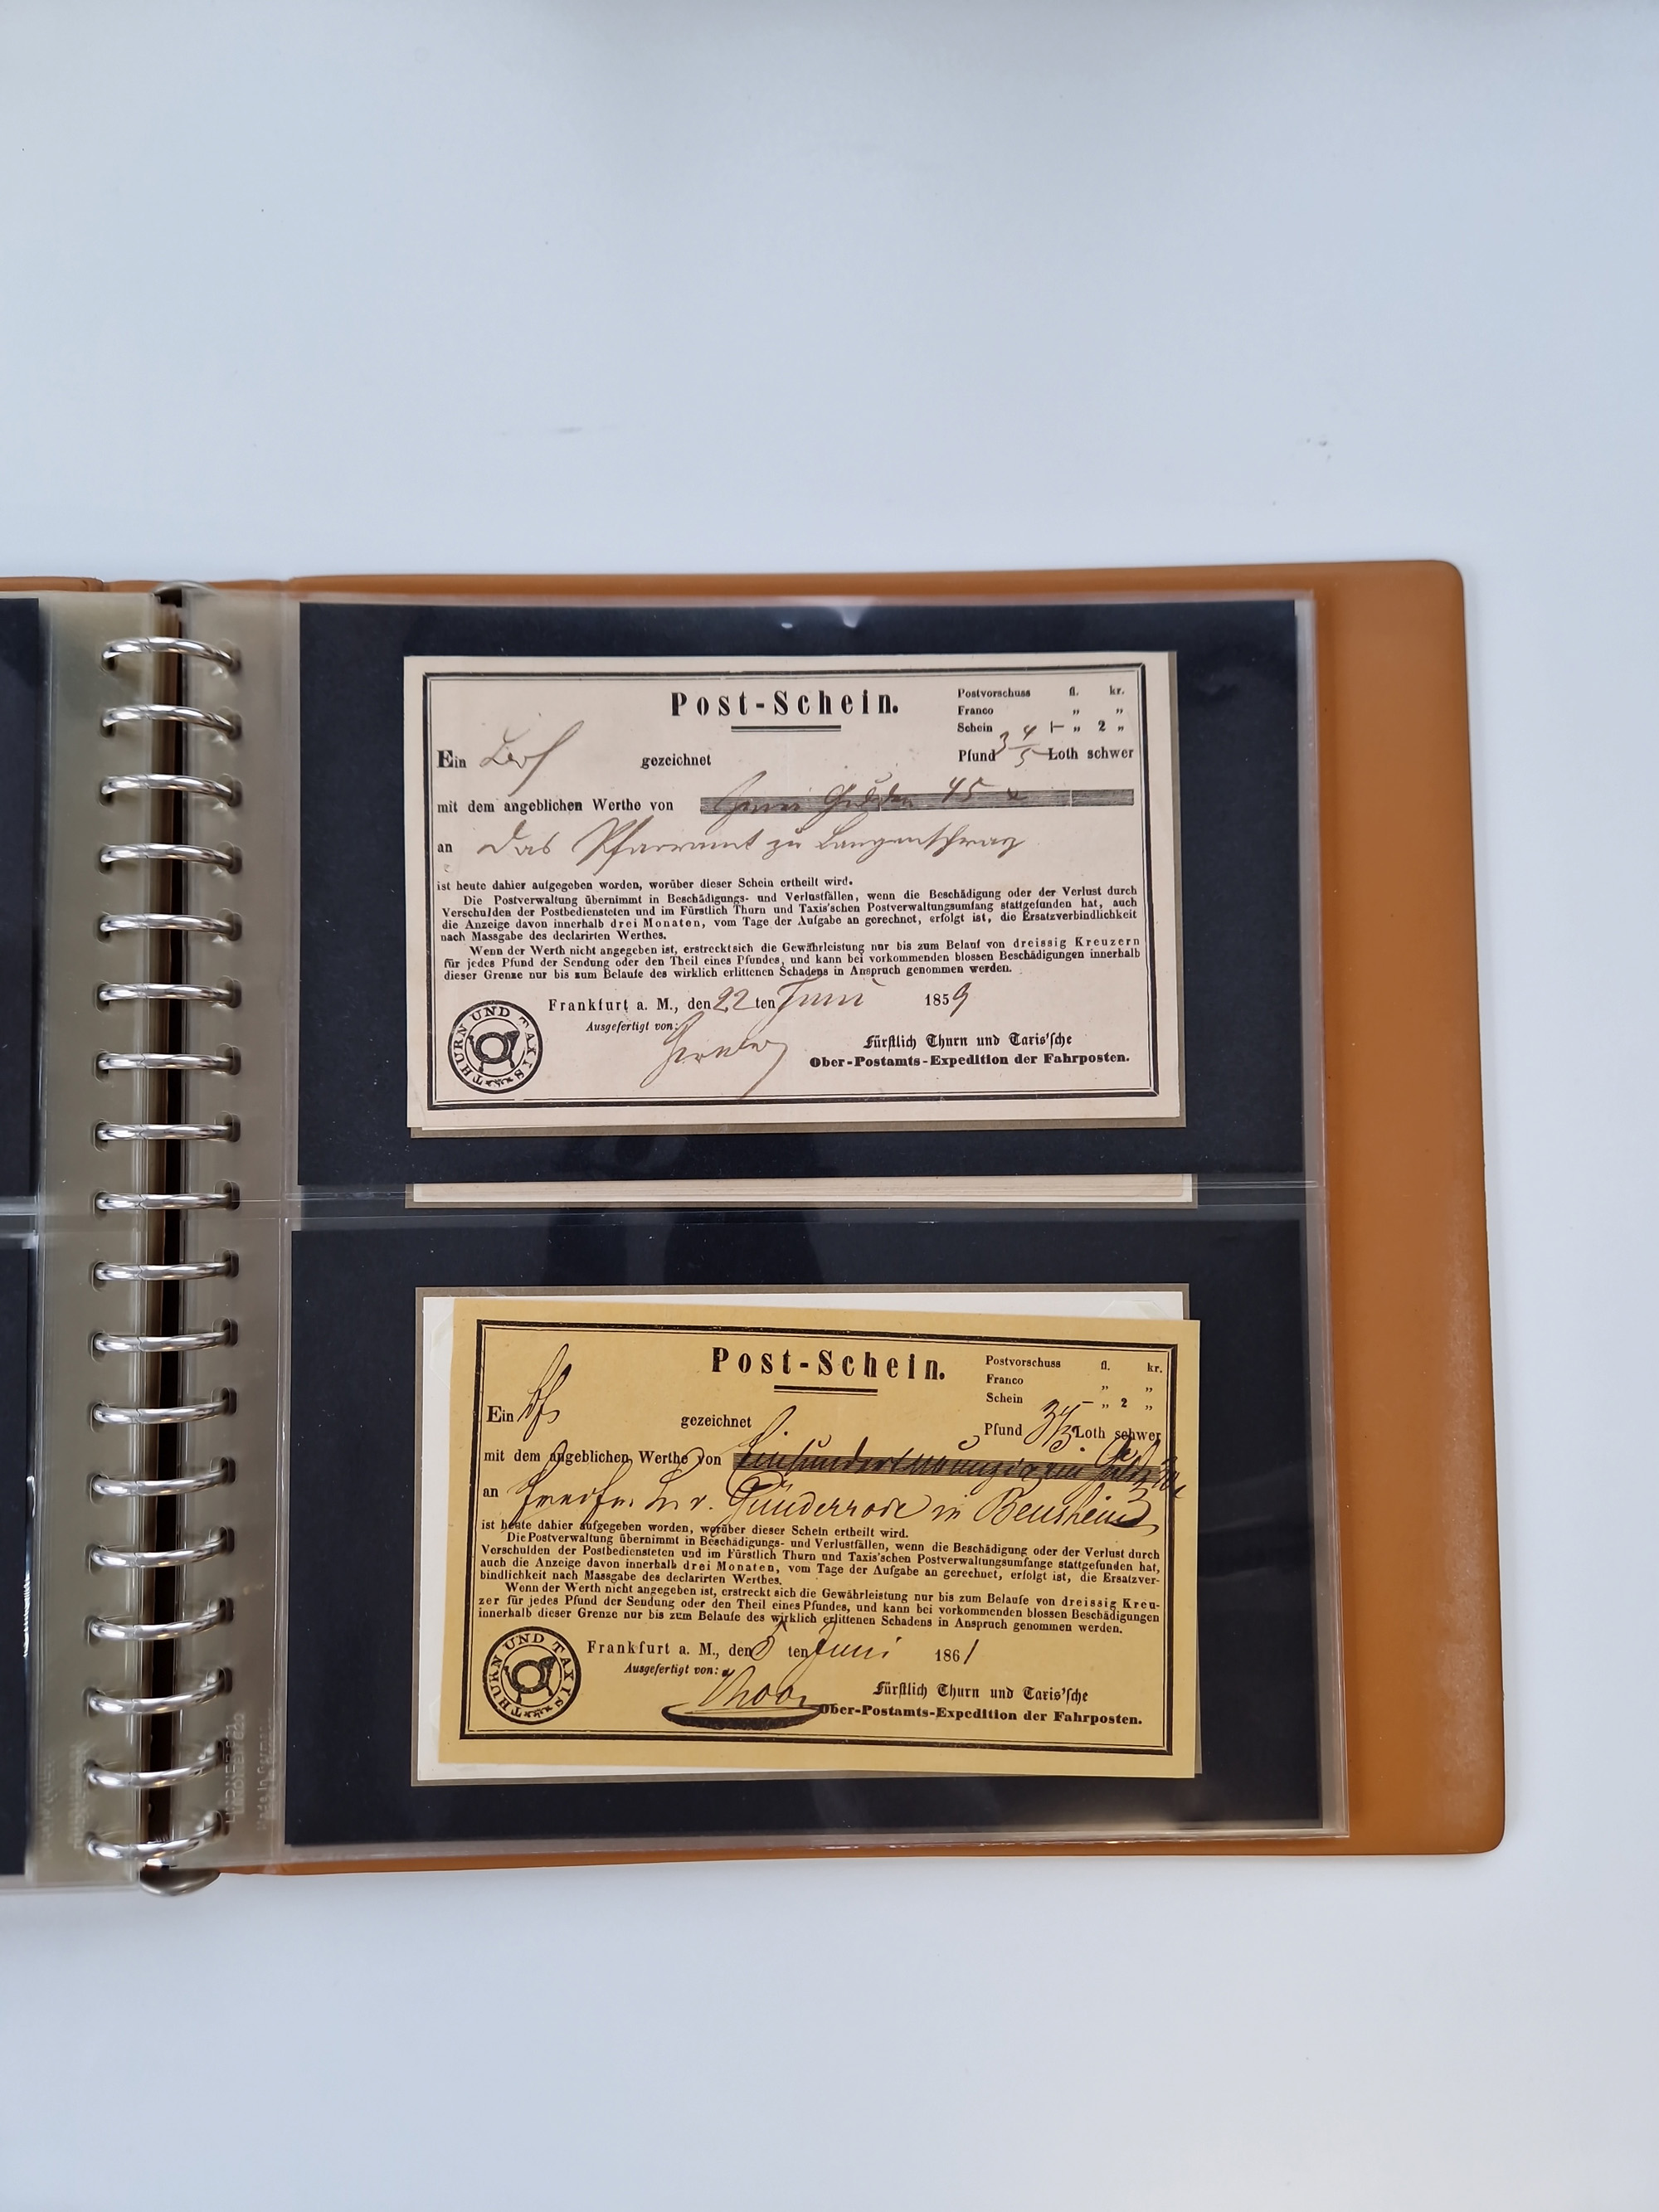 Post-Schein.
Postvorschuss fl. kr.
Franco „ „
Schein — „ 2 „
Ein gezeichnet
Pfund 3 4/5 Loth schwer
mit dem angeblichen Werthe von Zwei Gulden 45 x
an das Pfarramt zu
ist heute dahier aufgegeben worden, worüber dieser Schein ertheilt wird.
Die Postverwaltung übernimmt in Beschädigungs- und Verlustfällen, wenn die Beschädigung oder der Verlust durch
Verschulden der Postbediensteten und im Fürstlich Thurn und Taxis'schen Postverwaltungsumfang stattgefunden hat, auch
die Anzeige davon innerhalb drei Monaten, vom Tage der Aufgabe an gerechnet, erfolgt ist, die Ersatzverbindlichkeit
nach Massgabe des declarirten Werthes.
Wenn der Werth nicht angegeben ist, erstreckt sich die Gewährleistung nur bis zum Belauf von dreissig Kreuzern
für jedes Pfund der Sendung oder den Theil eines Pfundes, und kann bei vorkommenden blossen Beschädigungen innerhalb
dieser Grenze nur bis zum Belaufe des wirklich erlittenen Schadens in Anspruch genommen werden.
Frankfurt a. M., den 22 ten Juni 1859
Ausgefertigt von:
THURN UND TAXIS
Fürstlich Thurn und Taxis'sche
Ober-Postamts-Expedition der Fahrposten.
Post-Schein.
Postvorschuss fl. kr.
Franco „ „
Schein — „ 2 „
Ein gezeichnet
Pfund Loth schwer
mit dem angeblichen Werthe von
an v. Günderrode in Bensheim
ist heute dahier aufgegeben worden, worüber dieser Schein ertheilt wird.
Die Postverwaltung übernimmt in Beschädigungs- und Verlustfällen, wenn die Beschädigung oder der Verlust durch
Verschulden der Postbediensteten und im Fürstlich Thurn und Taxis'schen Postverwaltungsumfange stattgefunden hat,
auch die Anzeige davon innerhalb drei Monaten, vom Tage der Aufgabe an gerechnet, erfolgt ist, die Ersatzver-
bindlichkeit nach Massgabe des declarirten Werthes.
Wenn der Werth nicht angegeben ist, erstreckt sich die Gewährleistung nur bis zum Belaufe von dreissig Kreu-
zer für jedes Pfund der Sendung oder den Theil eines Pfundes, und kann bei vorkommenden blossen Beschädigungen
innerhalb dieser Grenze nur bis zum Belaufe des wirklich erlittenen Schadens in Anspruch genommen werden.
Frankfurt a. M., den ten Juni 1861
Ausgefertigt von:
THURN UND TAXIS
Fürstlich Thurn und Taxis'sche
Ober-Postamts-Expedition der Fahrposten.